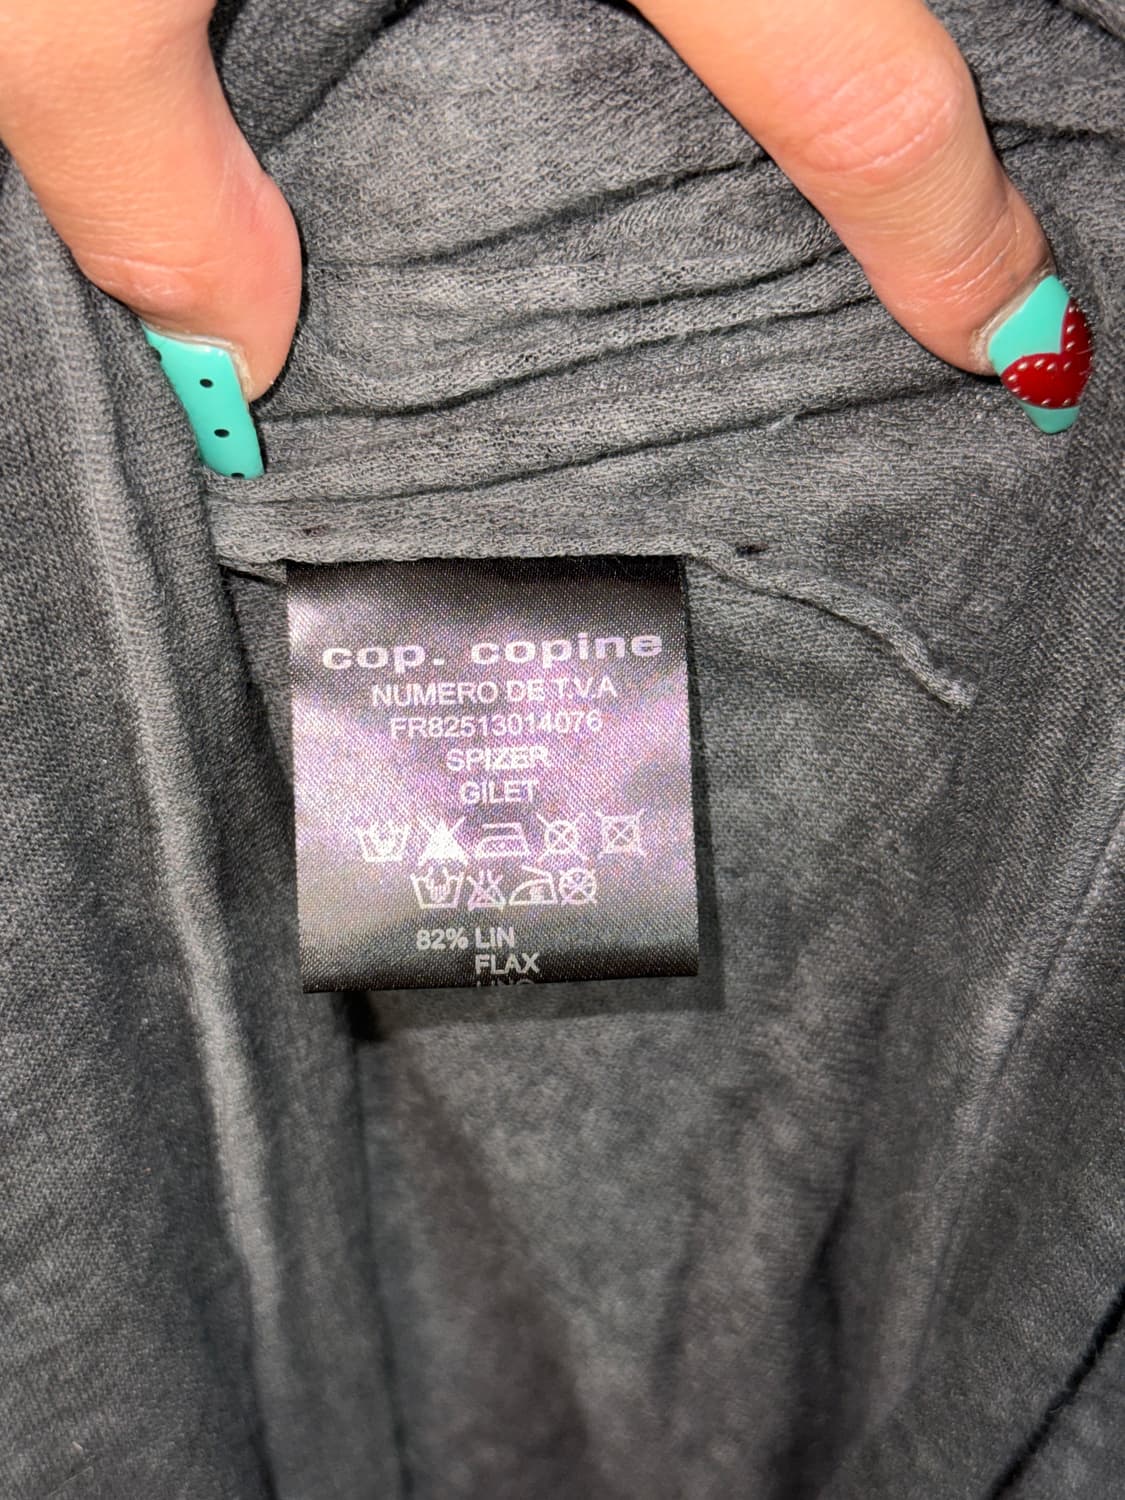 cop. copine
NUMERO DE T.V.A
FR82513014076
SPIZER
GILET
82% LIN
FLAX